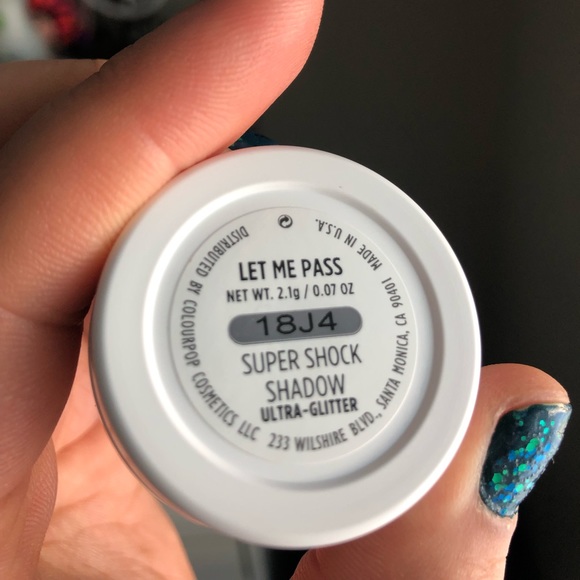 LET ME PASS
NET WT. 2.1g / 0.07 OZ
18J4
SUPER SHOCK
SHADOW
ULTRA-GLITTER
DISTRIBUTED BY COLOURPOP COSMETICS LLC 233 WILSHIRE BLVD., SANTA MONICA, CA 90401 MADE IN U.S.A.